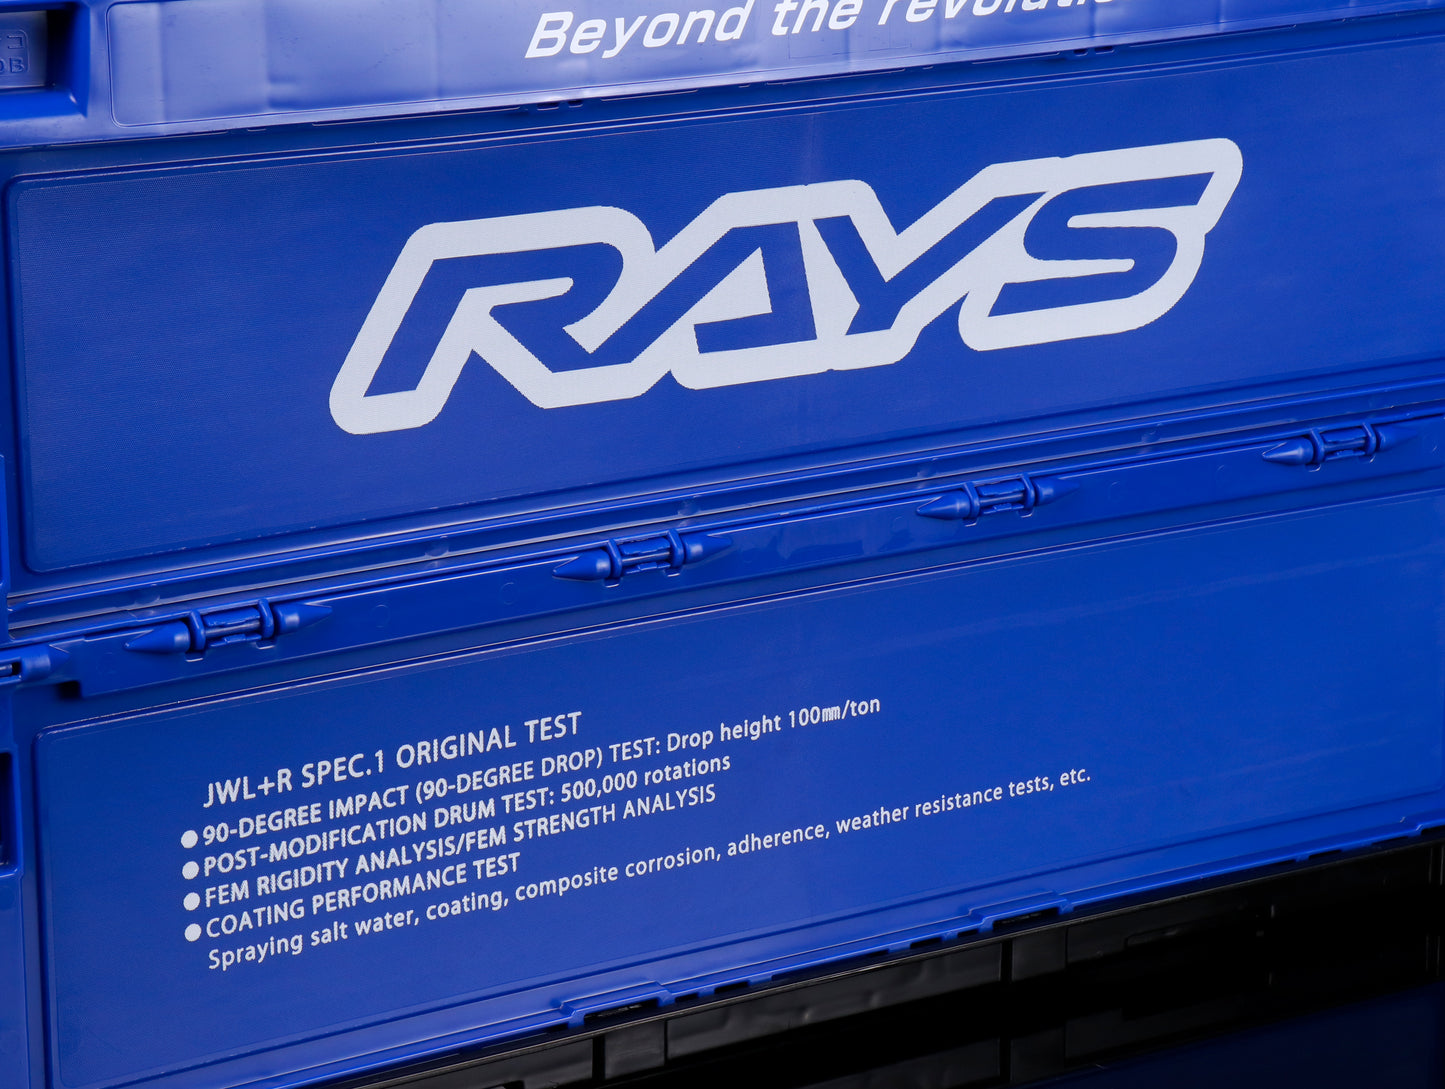 Beyond the
RAYS
JWL+R SPEC.1 ORIGINAL TEST
●90-DEGREE IMPACT (90-DEGREE DROP) TEST: Drop height 100㎜/ton
●POST-MODIFICATION DRUM TEST: 500,000 rotations
●FEM RIGIDITY ANALYSIS/FEM STRENGTH ANALYSIS
●COATING PERFORMANCE TEST
Spraying salt water, coating, composite corrosion, adherence, weather resistance tests, etc.